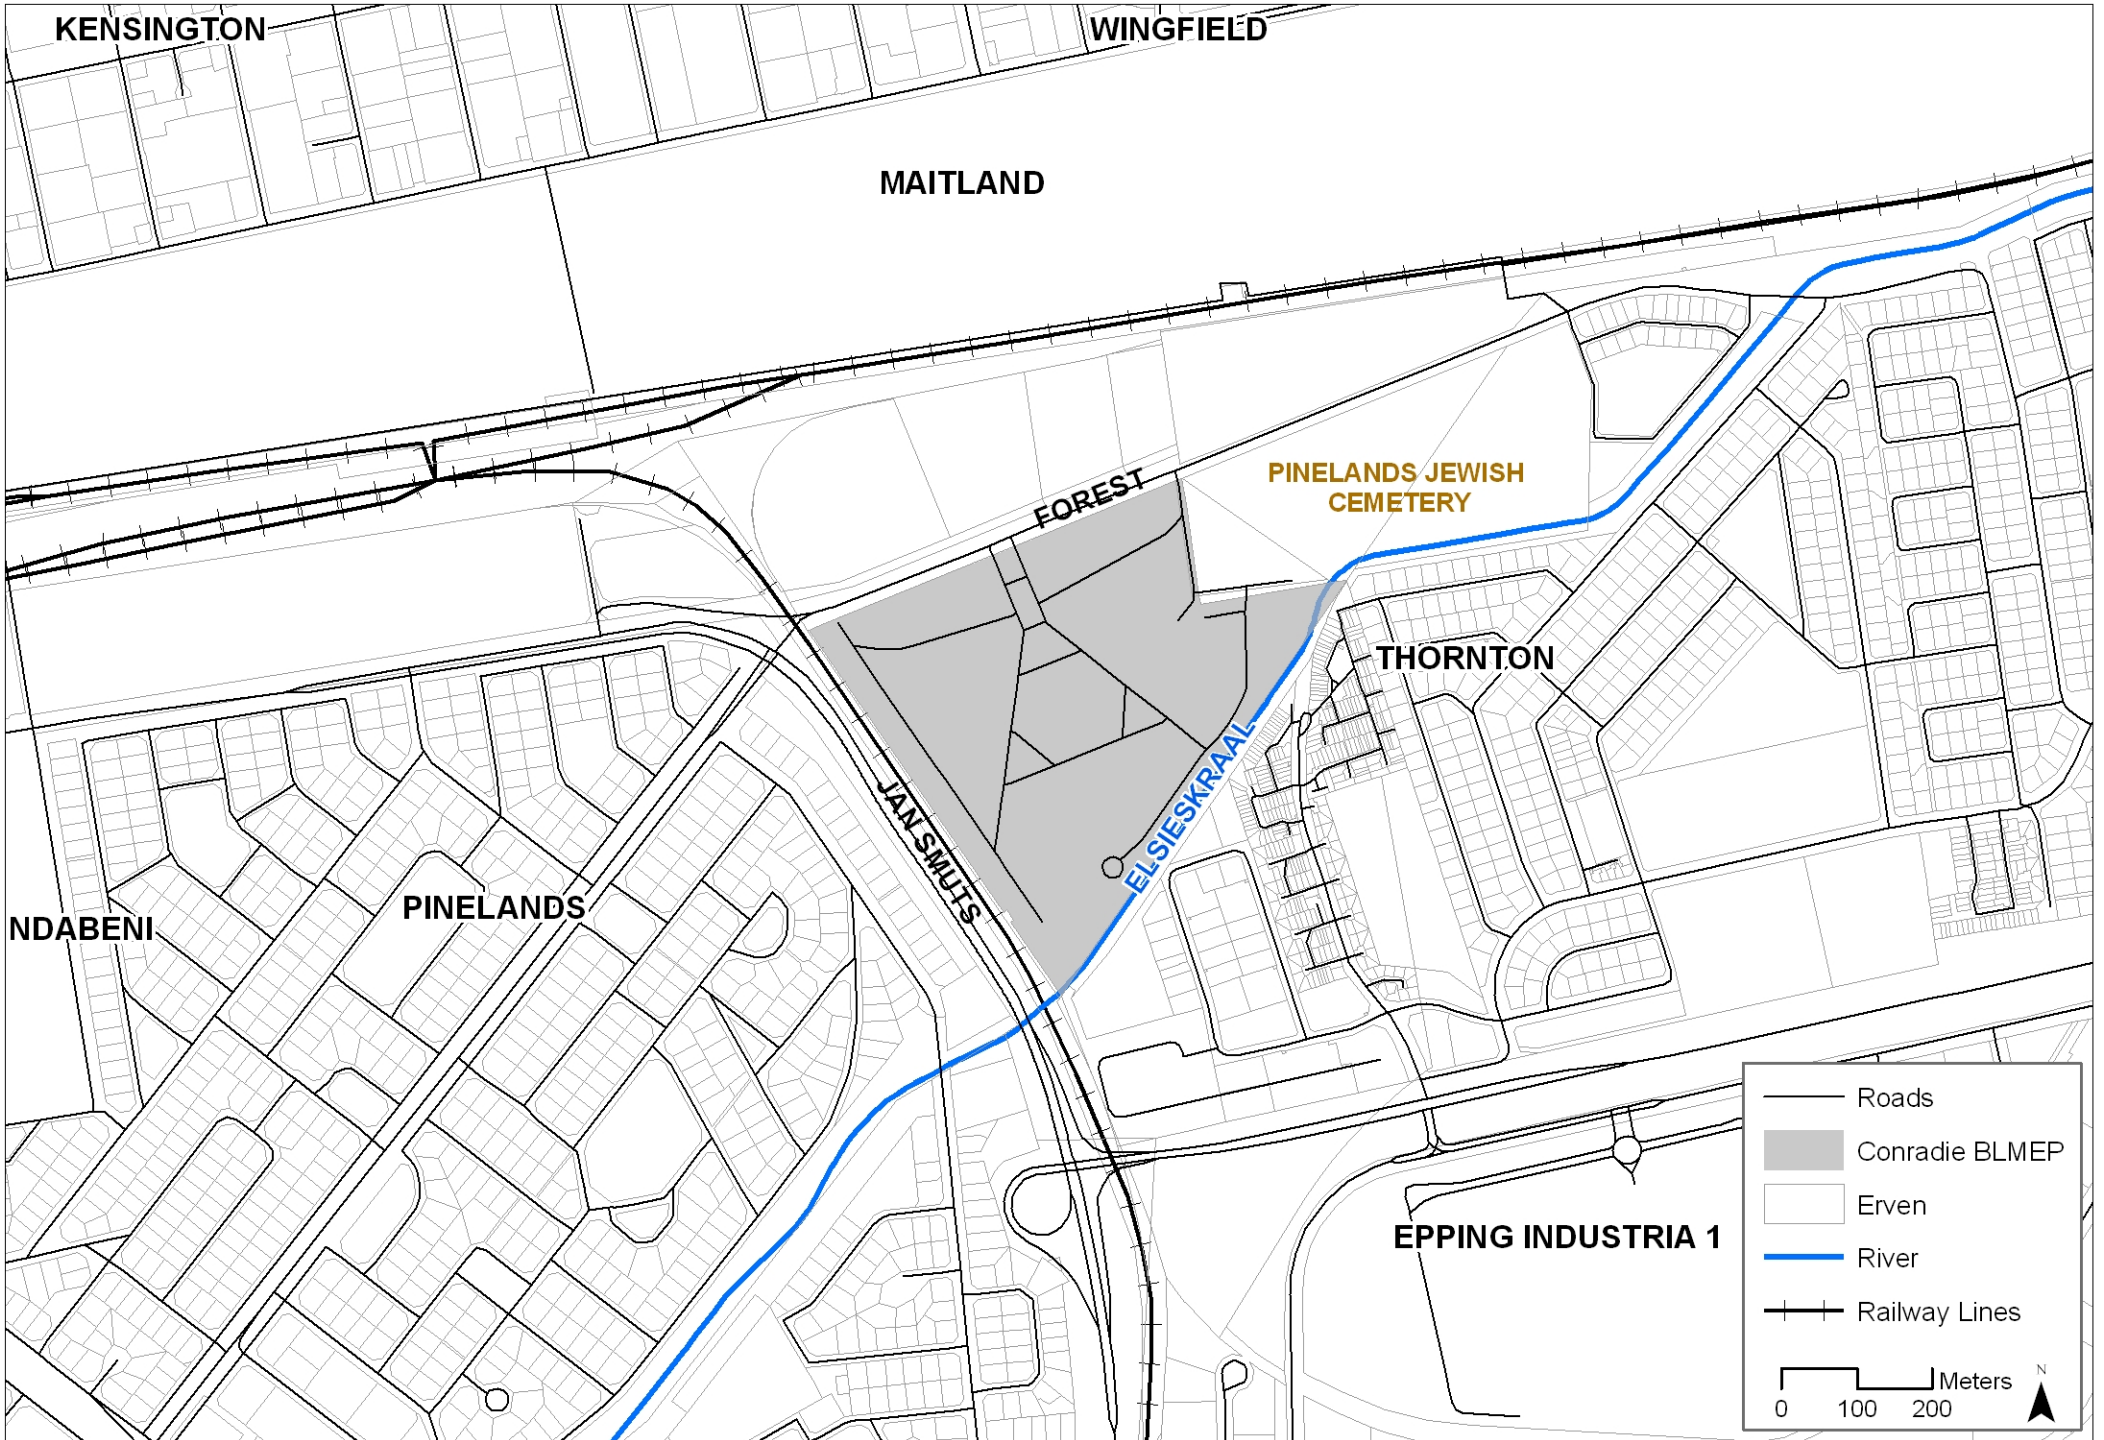 KENSINGTON
WINGFIELD
MAITLAND
FOREST
PINELANDS JEWISH
CEMETERY
THORNTON
JAN SMUTS
ELSIESKRAAL
PINELANDS
NDABENI
EPPING INDUSTRIA 1
Roads
Conradie BLMEP
Erven
River
Railway Lines
Meters
N
0 100 200